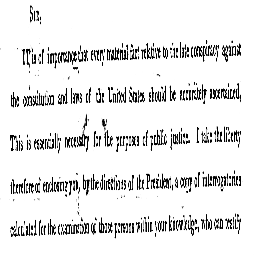 SIR,
IT is of importance that every material fact relative to the late conspiracy against
the constitution and laws of the United States should be accurately ascertained,
This is essentially necessary for the purposes of public justice. I take the liberty
therefore of enclosing you, by the directions of the President, a copy of interrogatories
calculated for the examination of those persons within your knowledge, who can testify